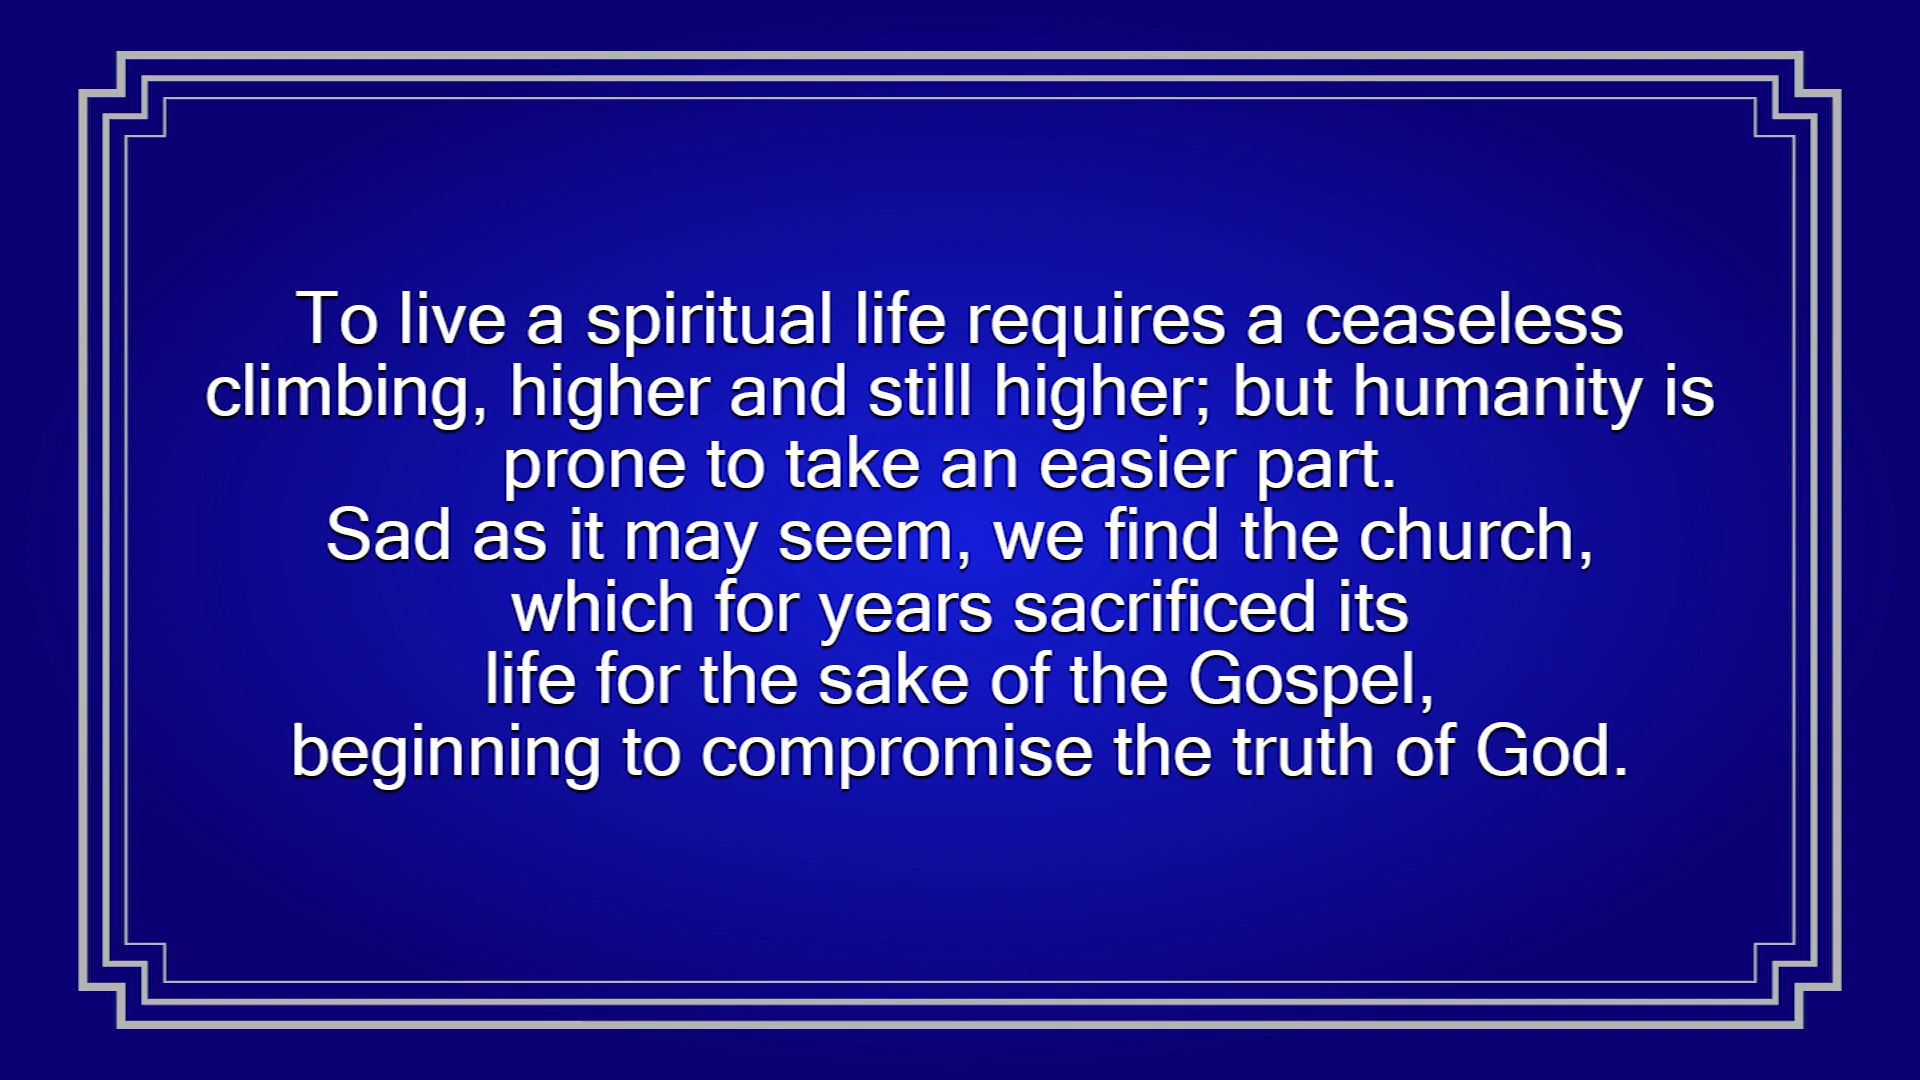 To live a spiritual life requires a ceaseless
climbing, higher and still higher; but humanity is
prone to take an easier part.
Sad as it may seem, we find the church,
which for years sacrificed its
life for the sake of the Gospel,
beginning to compromise the truth of God.